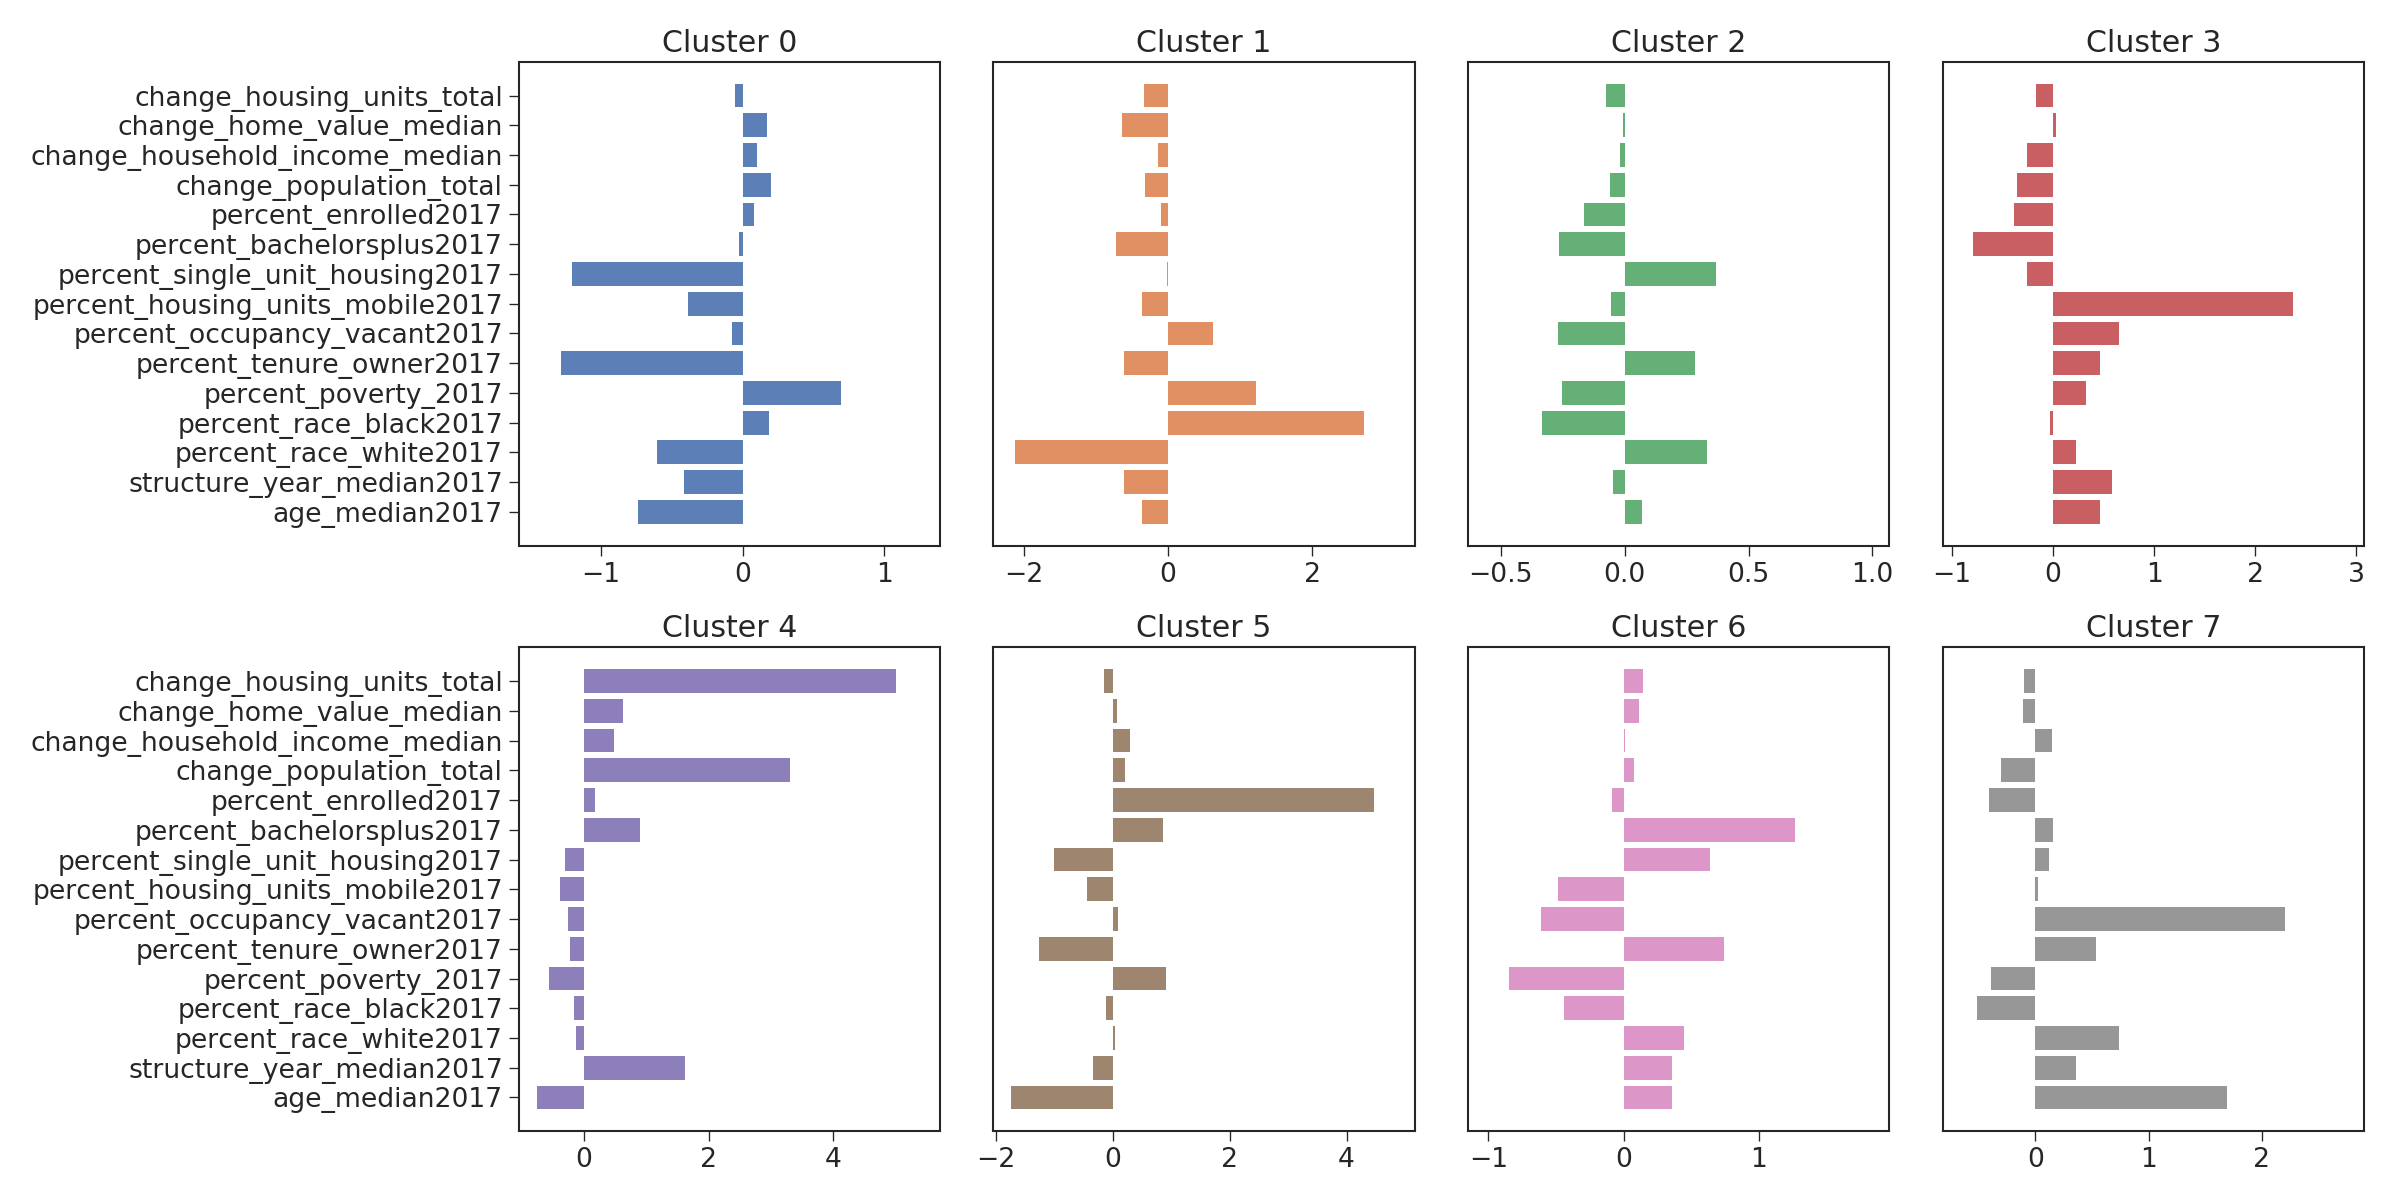 Cluster 0
Cluster 1
Cluster 2
Cluster 3
change_housing_units_total
change_home_value_median
change_household_income_median
change_population_total
percent_enrolled2017
percent_bachelorsplus2017
percent_single_unit_housing2017
percent_housing_units_mobile2017
percent_occupancy_vacant2017
percent_tenure_owner2017
percent_poverty_2017
percent_race_black2017
percent_race_white2017
structure_year_median2017
age_median2017
−1 0 1
−2 0 2
−0.5 0.0 0.5 1.0
−1 0 1 2 3
Cluster 4
Cluster 5
Cluster 6
Cluster 7
change_housing_units_total
change_home_value_median
change_household_income_median
change_population_total
percent_enrolled2017
percent_bachelorsplus2017
percent_single_unit_housing2017
percent_housing_units_mobile2017
percent_occupancy_vacant2017
percent_tenure_owner2017
percent_poverty_2017
percent_race_black2017
percent_race_white2017
structure_year_median2017
age_median2017
0 2 4
−2 0 2 4
−1 0 1
0 1 2